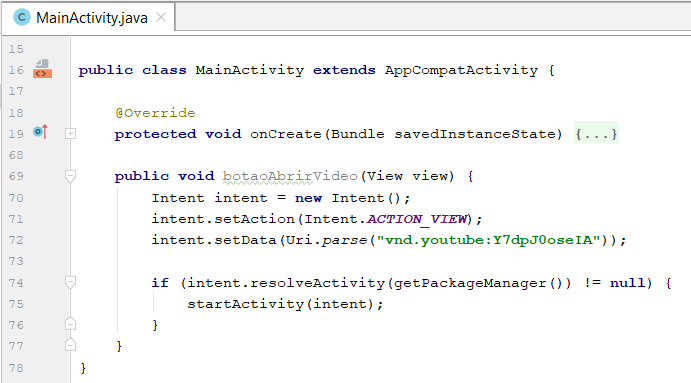 MainActivity.java
15
16 public class MainActivity extends AppCompatActivity {
17
18 @Override
19 protected void onCreate(Bundle savedInstanceState) {...}
68
69 public void botaoAbrirVideo(View view) {
70 Intent intent = new Intent();
71 intent.setAction(Intent.ACTION_VIEW);
72 intent.setData(Uri.parse("vnd.youtube:Y7dpJ0oseIA"));
73
74 if (intent.resolveActivity(getPackageManager()) != null) {
75 startActivity(intent);
76 }
77 }
78 }